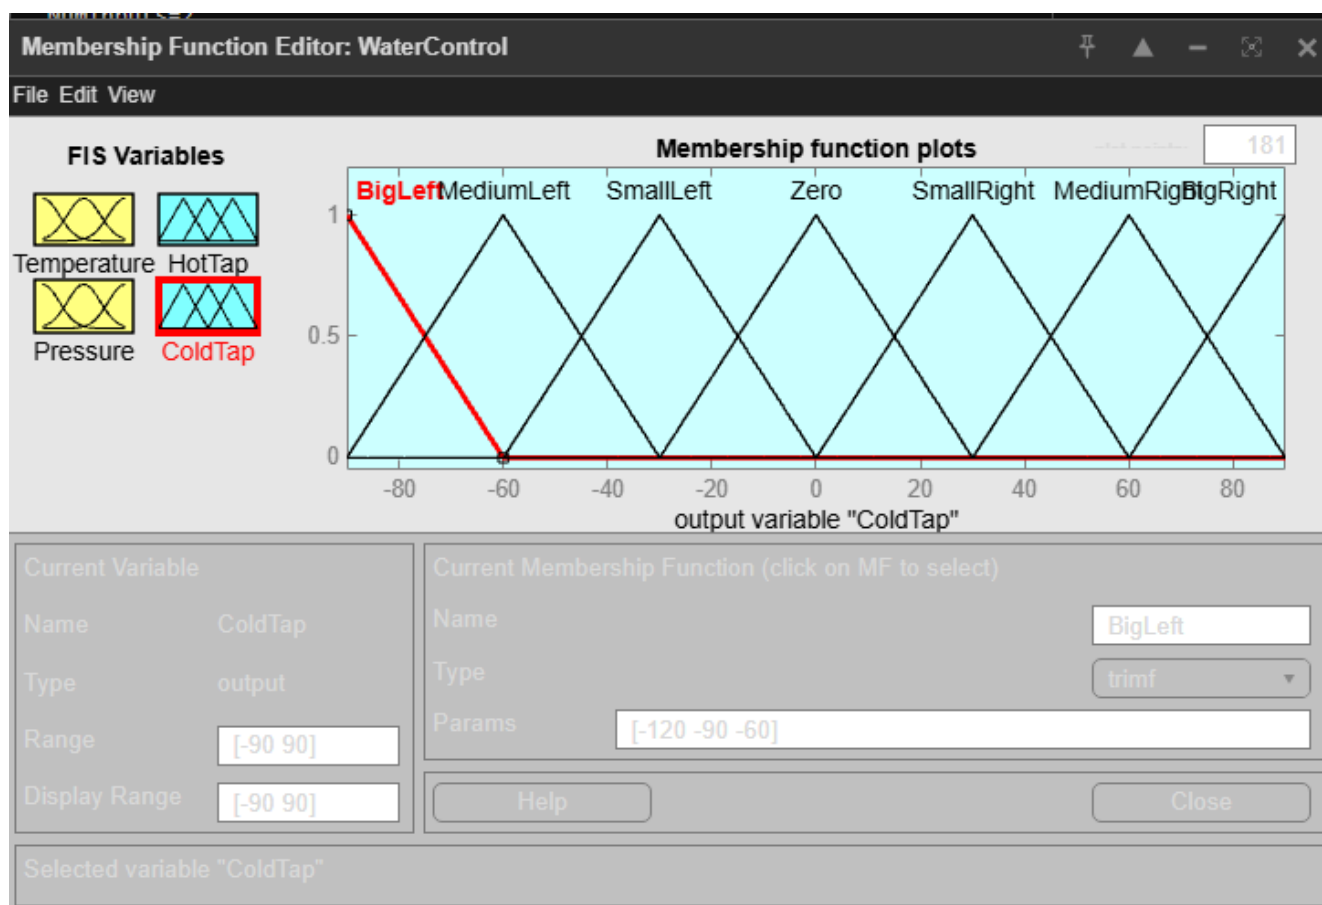 Membership Function Editor: WaterControl
File Edit View
FIS Variables
Membership function plots
181
Temperature HotTap
Pressure ColdTap
BigLeft MediumLeft SmallLeft Zero SmallRight MediumRight BigRight
1
0.5
0
-80 -60 -40 -20 0 20 40 60 80
output variable "ColdTap"
Current Variable
Name ColdTap
Type output
Range [-90 90]
Display Range [-90 90]
Current Membership Function (click on MF to select)
Name BigLeft
Type trimf
Params [-120 -90 -60]
Help Close
Selected variable "ColdTap"